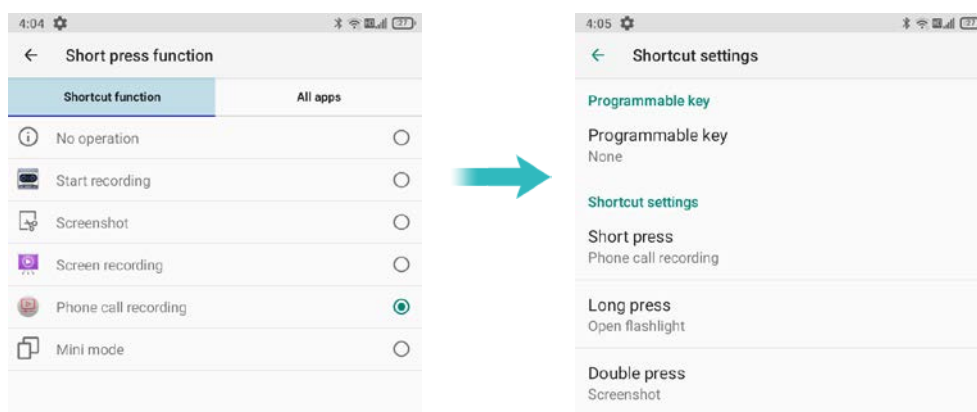 4:04
27
Short press function
Shortcut function
All apps
No operation
Start recording
Screenshot
Screen recording
Phone call recording
Mini mode
4:05
27
Shortcut settings
Programmable key
Programmable key
None
Shortcut settings
Short press
Phone call recording
Long press
Open flashlight
Double press
Screenshot